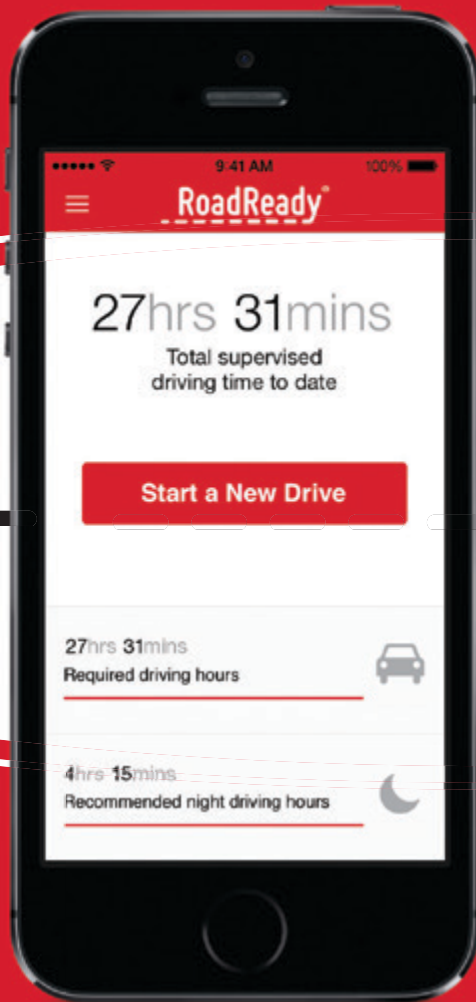 9:41 AM 100%
RoadReady®
27hrs 31mins
Total supervised
driving time to date
Start a New Drive
27hrs 31mins
Required driving hours
4hrs 15mins
Recommended night driving hours